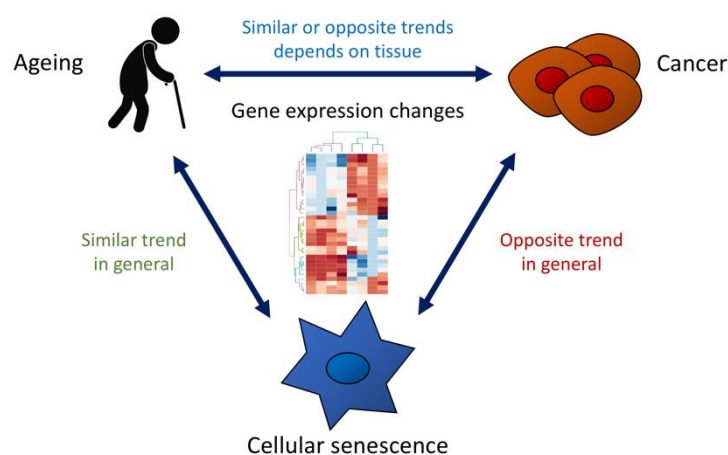 Similar or opposite trends
depends on tissue
Ageing
Cancer
Gene expression changes
Similar trend
in general
Opposite trend
in general
Cellular senescence